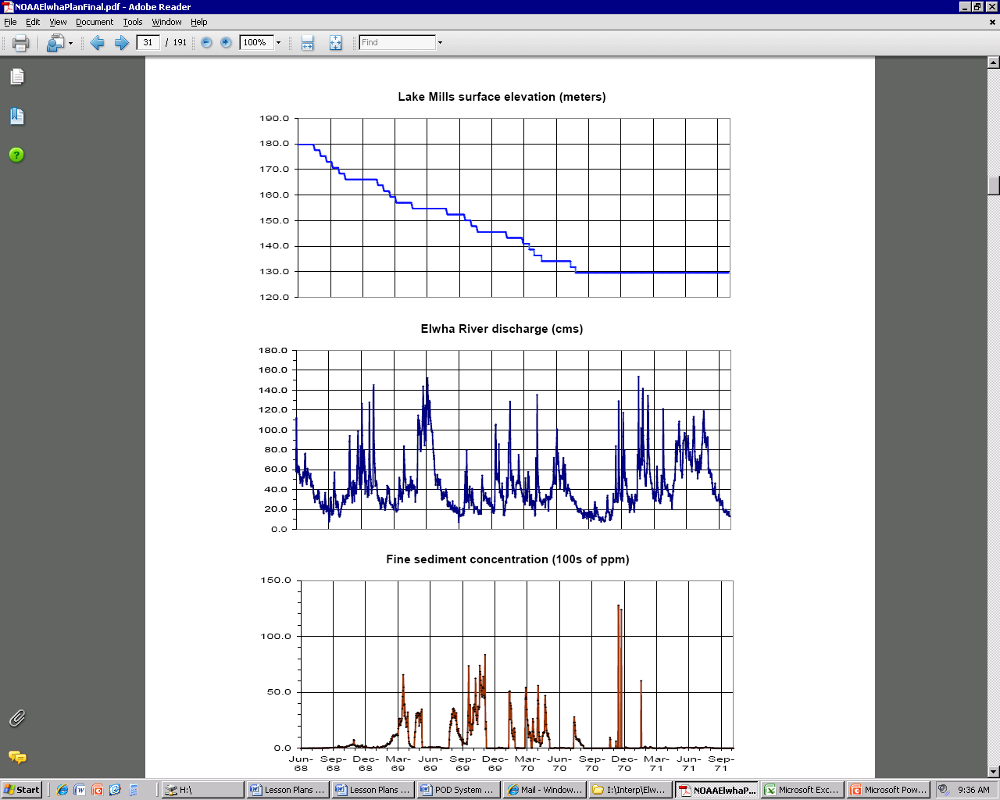 NOAAElwhaPlanFinal.pdf - Adobe Reader
File Edit View Document Tools Window Help
31 / 191 100% Find
Lake Mills surface elevation (meters)
190.0
180.0
170.0
160.0
150.0
140.0
130.0
120.0
Elwha River discharge (cms)
180.0
160.0
140.0
120.0
100.0
80.0
60.0
40.0
20.0
0.0
Fine sediment concentration (100s of ppm)
150.0
100.0
50.0
0.0
Jun- Sep- Dec- Mar- Jun- Sep- Dec- Mar- Jun- Sep- Dec- Mar- Jun- Sep-
68 68 68 69 69 69 69 70 70 70 70 71 71 71
Start H:\ Lesson Plans ... Lesson Plans ... POD System ... Mail - Window... I:\Interp\Elw... NOAAElwhaP... Microsoft Exc... Microsoft Pow... 9:36 AM